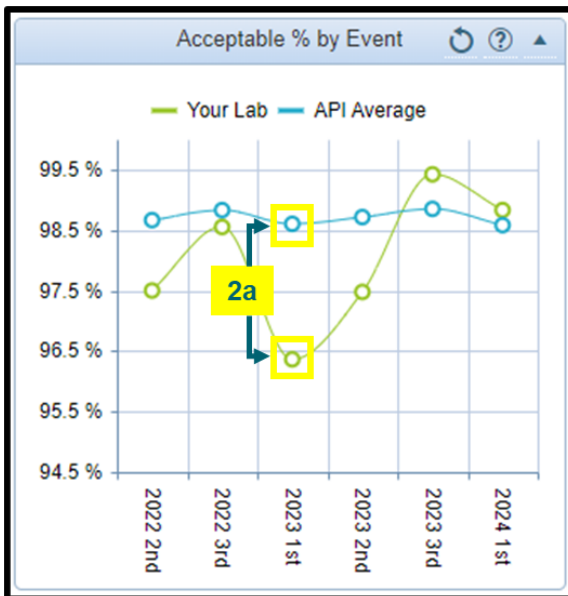 Acceptable % by Event
Your Lab API Average
99.5 %
98.5 %
97.5 %
96.5 %
95.5 %
94.5 %
2a
2022 2nd
2022 3rd
2023 1st
2023 2nd
2023 3rd
2024 1st